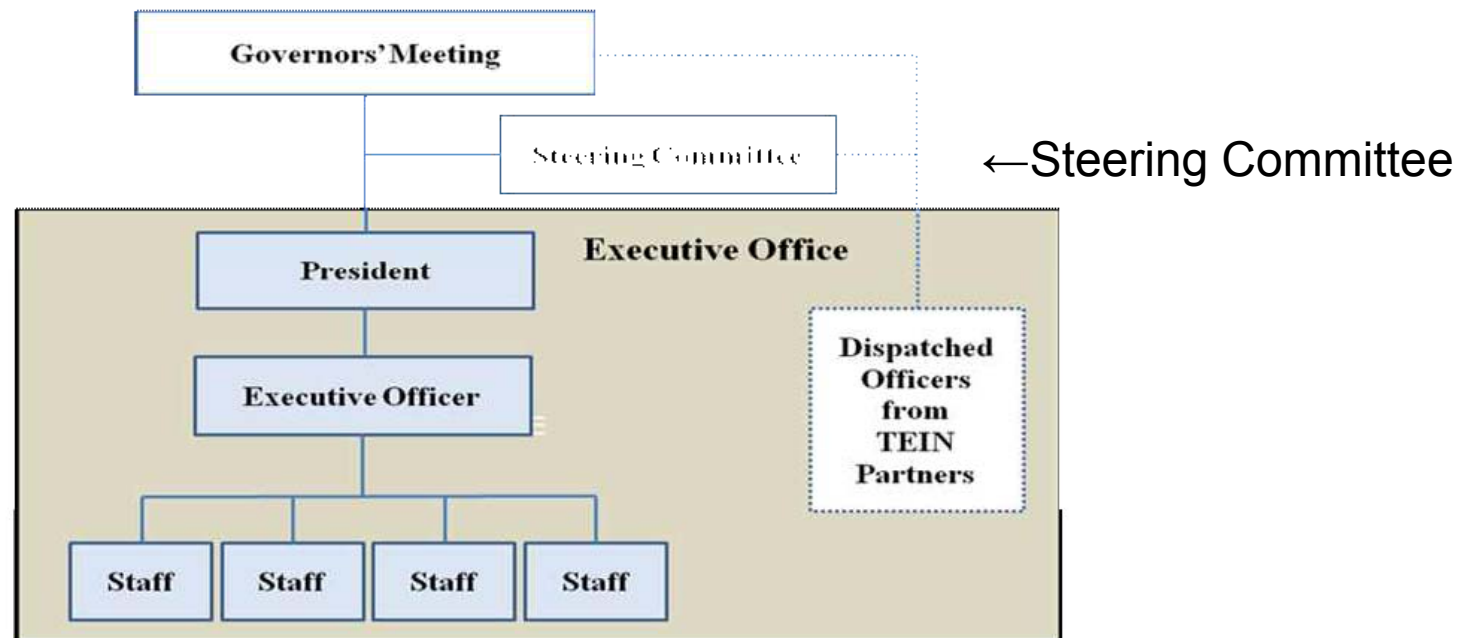 Governors' Meeting
Steering Committee
←Steering Committee
Executive Office
President
Executive Officer
Dispatched
Officers
from
TEIN
Partners
Staff
Staff
Staff
Staff